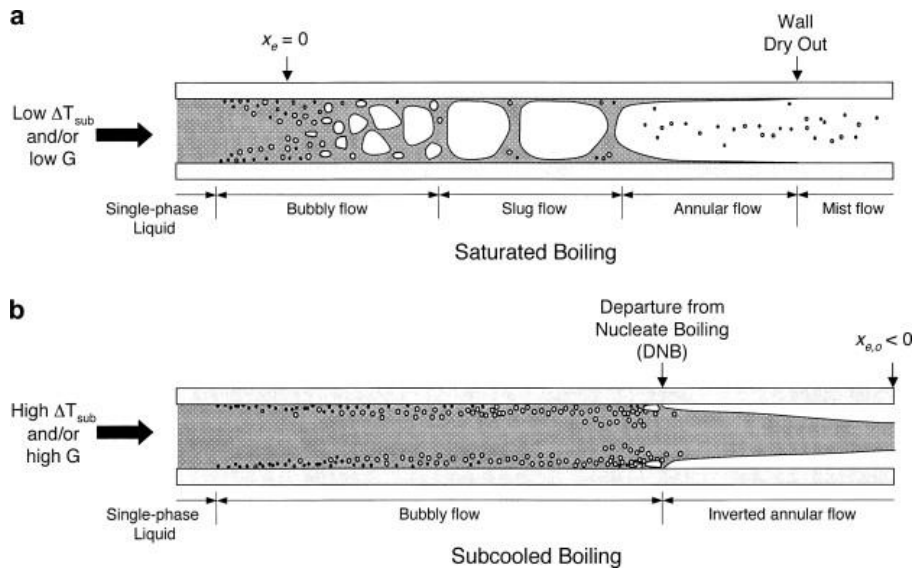 a
x_e = 0
Wall
Dry Out
Low ΔT_sub
and/or
low G
Single-phase
Liquid
Bubbly flow
Slug flow
Annular flow
Mist flow
Saturated Boiling
b
Departure from
Nucleate Boiling
(DNB)
x_e,o < 0
High ΔT_sub
and/or
high G
Single-phase
Liquid
Bubbly flow
Inverted annular flow
Subcooled Boiling